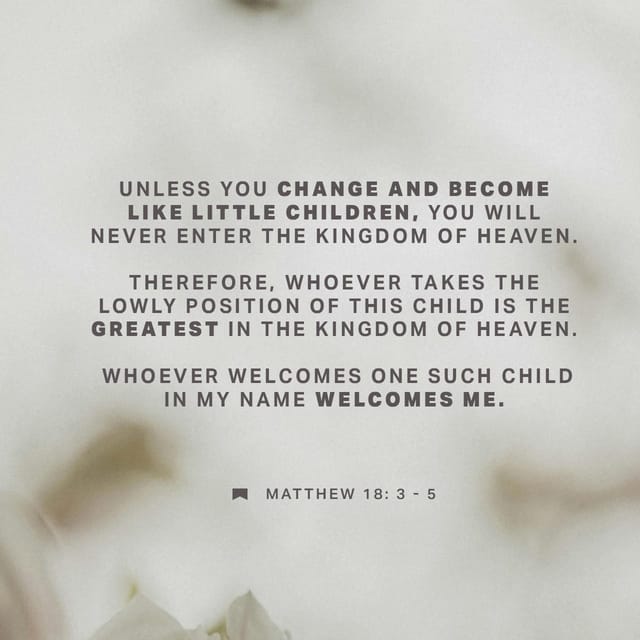 UNLESS YOU CHANGE AND BECOME
LIKE LITTLE CHILDREN, YOU WILL
NEVER ENTER THE KINGDOM OF HEAVEN.
THEREFORE, WHOEVER TAKES THE
LOWLY POSITION OF THIS CHILD IS THE
GREATEST IN THE KINGDOM OF HEAVEN.
WHOEVER WELCOMES ONE SUCH CHILD
IN MY NAME WELCOMES ME.
MATTHEW 18: 3 - 5